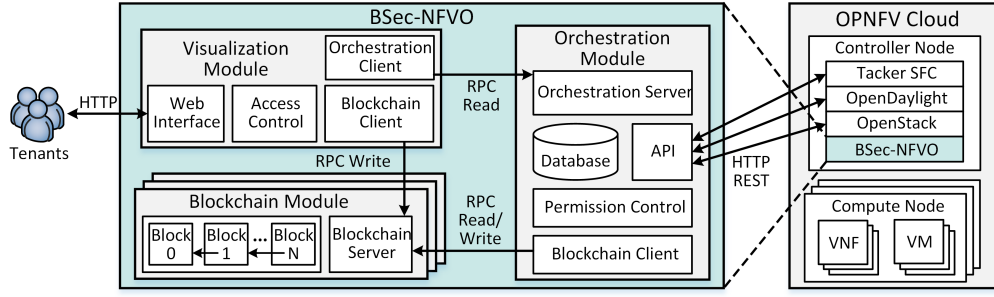 BSec-NFVO
OPNFV Cloud
Visualization
Module
Orchestration
Client
Orchestration
Module
Controller Node
HTTP
Web
Interface
Access
Control
Blockchain
Client
RPC
Read
Orchestration Server
Tacker SFC
OpenDaylight
OpenStack
BSec-NFVO
Tenants
Database
API
HTTP
REST
RPC Write
Blockchain Module
Block
0
Block
1
...
Block
N
Blockchain
Server
RPC
Read/
Write
Permission Control
Blockchain Client
Compute Node
VNF
VM